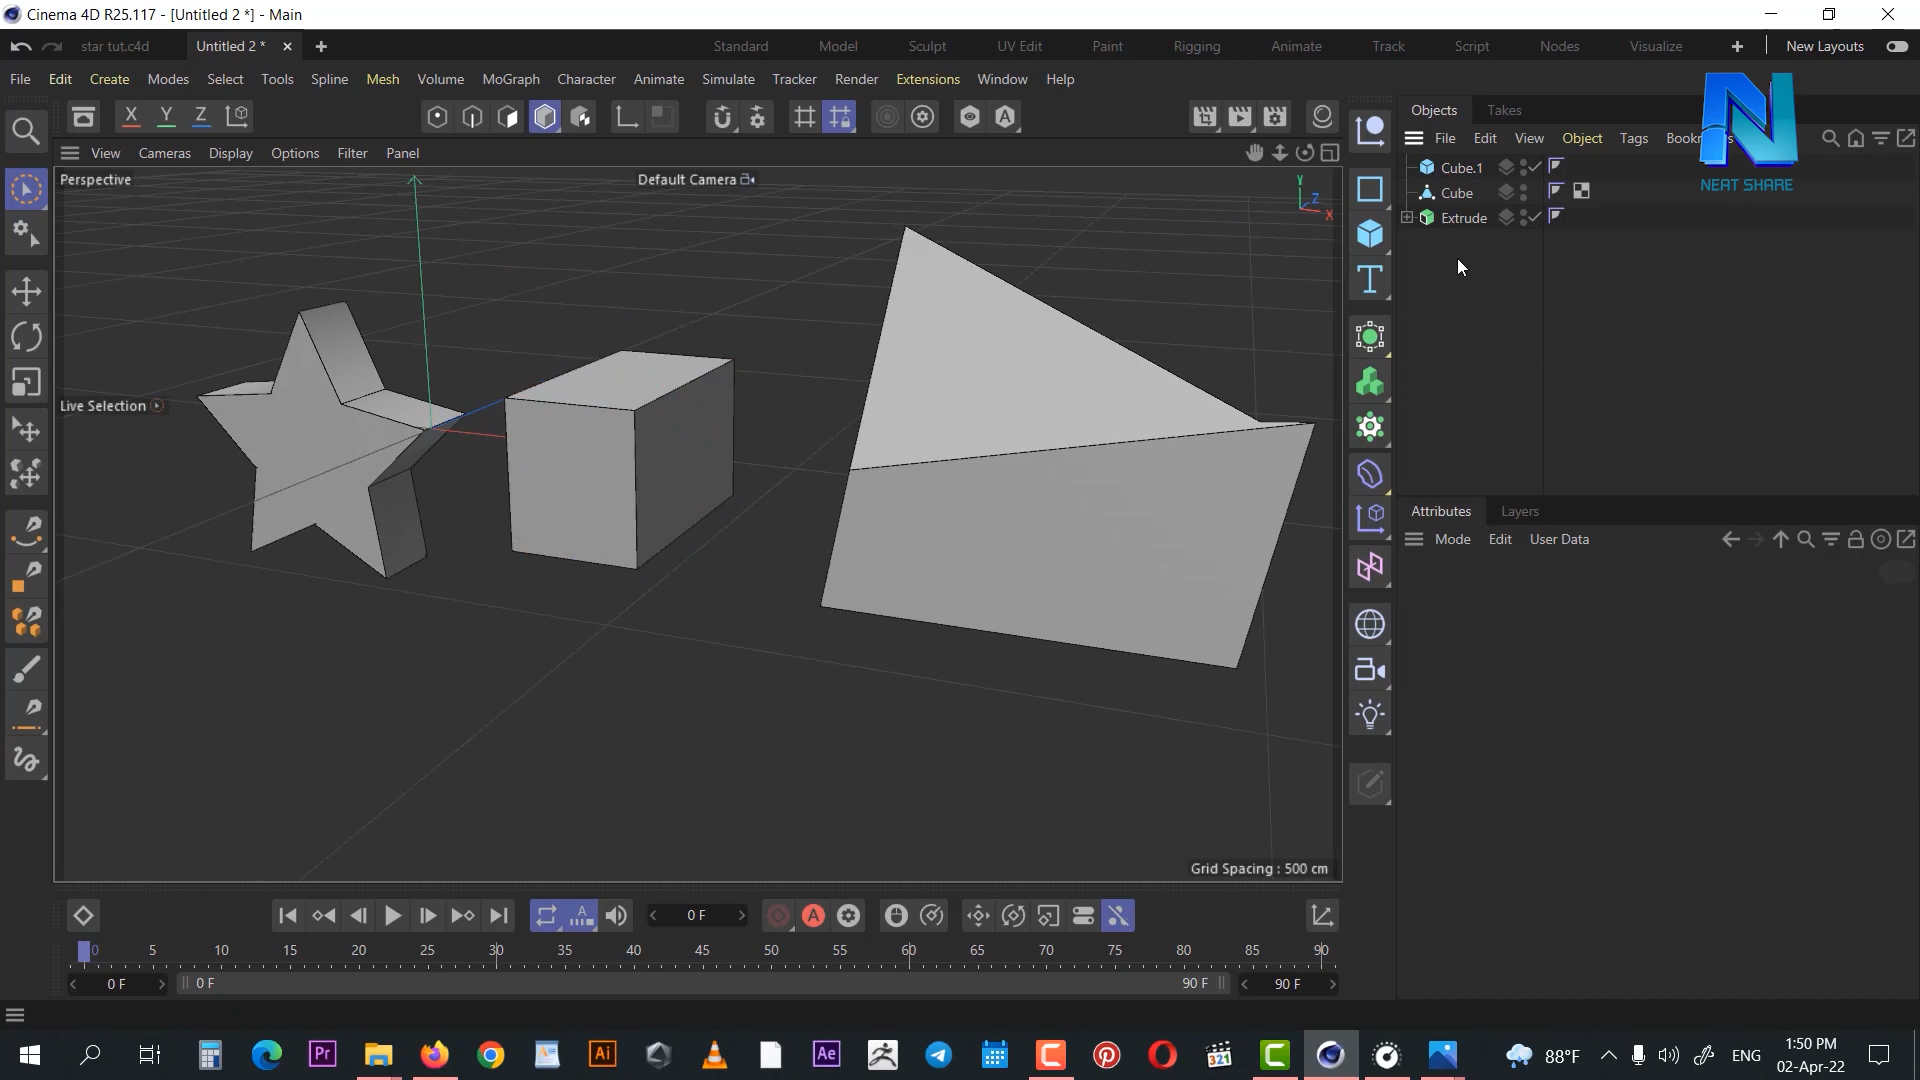 Cinema 4D R25.117 - [Untitled 2 *] - Main
star tut.c4d Untitled 2 * × + Standard Model Sculpt UV Edit Paint Rigging Animate Track Script Nodes Visualize + New Layouts
File Edit Create Modes Select Tools Spline Mesh Volume MoGraph Character Animate Simulate Tracker Render Extensions Window Help
X Y Z
Objects Takes
File Edit View Object Tags
NEAT SHARE
View Cameras Display Options Filter Panel
Perspective Default Camera
Y Z X
Cube.1
Cube
Extrude
Live Selection
Attributes Layers
Mode Edit User Data
Grid Spacing : 500 cm
0 F
0 5 10 15 20 25 30 35 40 45 50 55 60 65 70 75 80 85 90
0 F 0 F 90 F 90 F
88°F ENG 1:50 PM
02-Apr-22